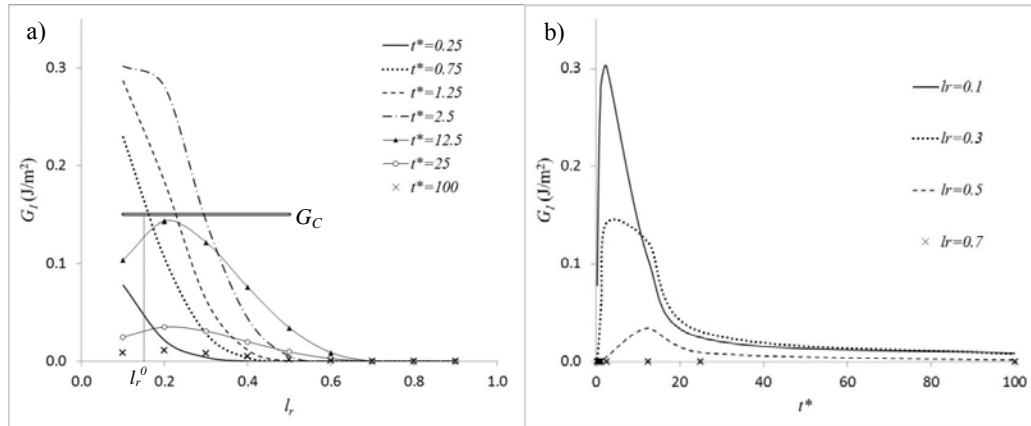 a)
t*=0.25
t*=0.75
t*=1.25
t*=2.5
t*=12.5
t*=25
t*=100
G_C
0.3
0.2
0.1
0.0
G_I (J/m²)
0.0 0.2 0.4 0.6 0.8 1.0
l_r^0
l_r
b)
lr=0.1
lr=0.3
lr=0.5
lr=0.7
0.3
0.2
0.1
0.0
G_I (J/m²)
0 20 40 60 80 100
t*